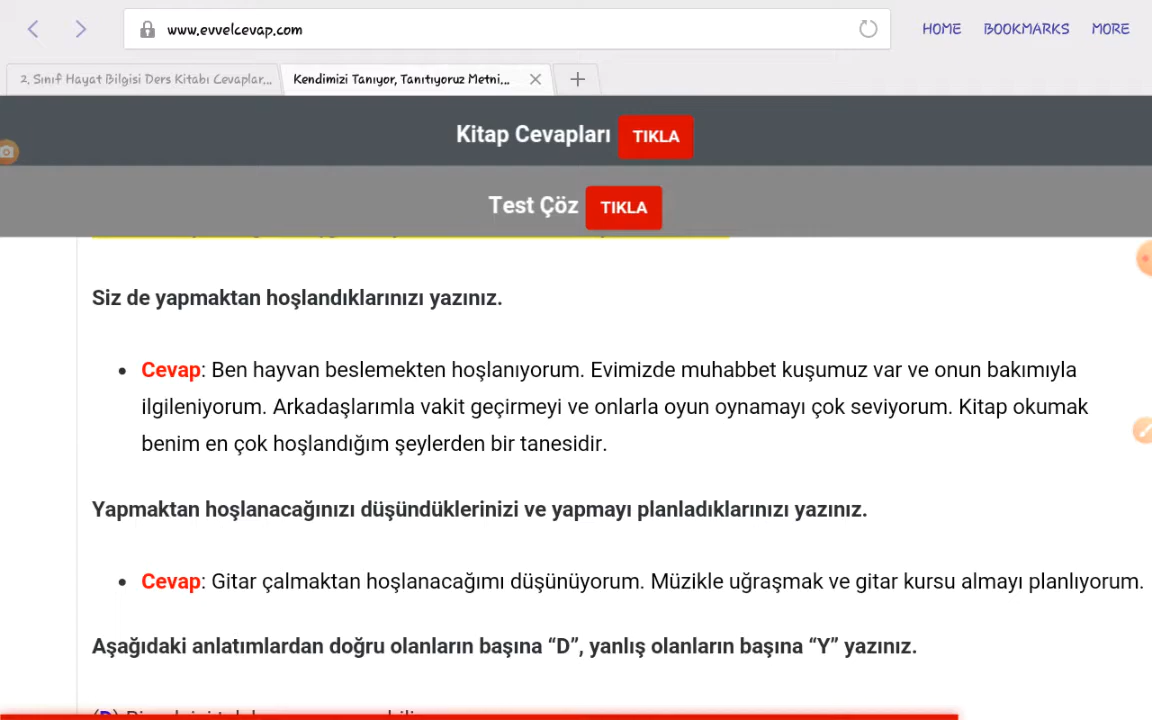 www.evvelcevap.com
HOME
BOOKMARKS
MORE
2. Sınıf Hayat Bilgisi Ders Kitabı Cevaplar...
Kendimizi Tanıyor, Tanıtıyoruz Metni...
Kitap Cevapları TIKLA
Test Çöz TIKLA
Siz de yapmaktan hoşlandıklarınızı yazınız.
• Cevap: Ben hayvan beslemekten hoşlanıyorum. Evimizde muhabbet kuşumuz var ve onun bakımıyla
ilgileniyorum. Arkadaşlarımla vakit geçirmeyi ve onlarla oyun oynamayı çok seviyorum. Kitap okumak
benim en çok hoşlandığım şeylerden bir tanesidir.
Yapmaktan hoşlanacağınızı düşündüklerinizi ve yapmayı planladıklarınızı yazınız.
• Cevap: Gitar çalmaktan hoşlanacağımı düşünüyorum. Müzikle uğraşmak ve gitar kursu almayı planlıyorum.
Aşağıdaki anlatımlardan doğru olanların başına “D”, yanlış olanların başına “Y” yazınız.